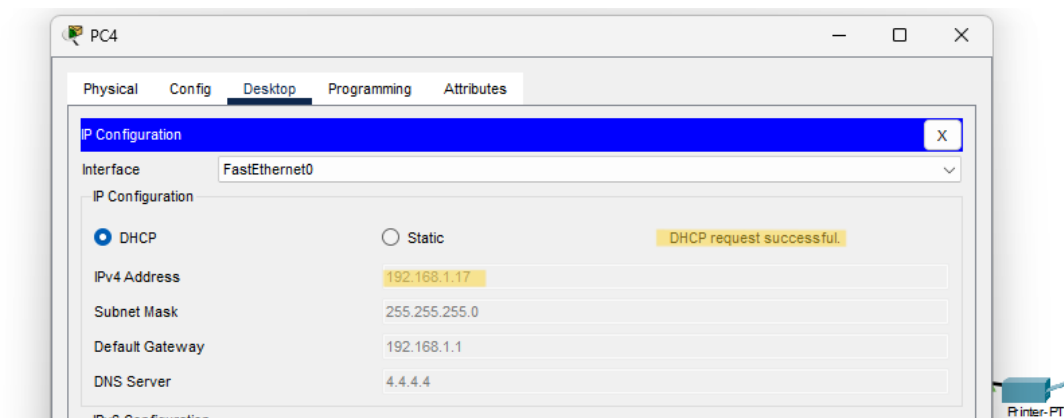 PC4
Physical Config Desktop Programming Attributes
IP Configuration X
Interface FastEthernet0
IP Configuration
DHCP Static DHCP request successful.
IPv4 Address 192.168.1.17
Subnet Mask 255.255.255.0
Default Gateway 192.168.1.1
DNS Server 4.4.4.4
Printer-PT